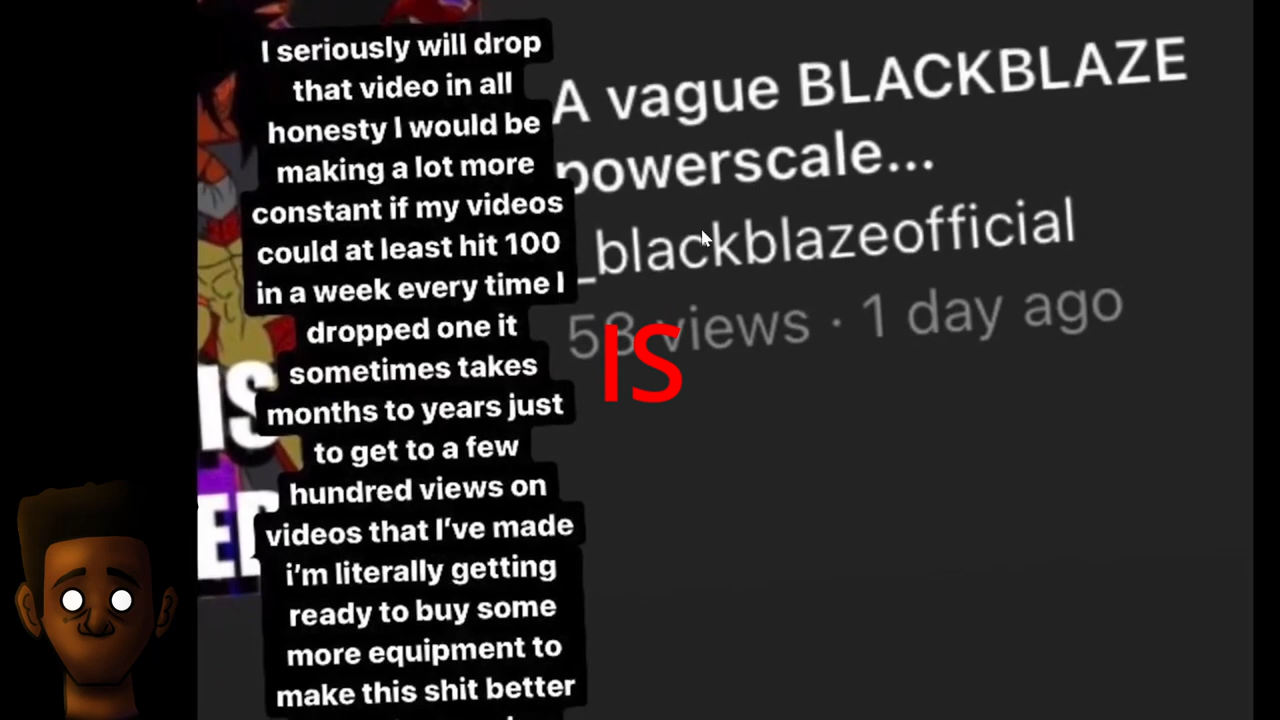 I seriously will drop
that video in all
honesty I would be
making a lot more
constant if my videos
could at least hit 100
in a week every time I
dropped one it
sometimes takes
months to years just
to get to a few
hundred views on
videos that I've made
i'm literally getting
ready to buy some
more equipment to
make this shit better
A vague BLACKBLAZE
powerscale...
_blackblazeofficial
58 views · 1 day ago
IS
IS